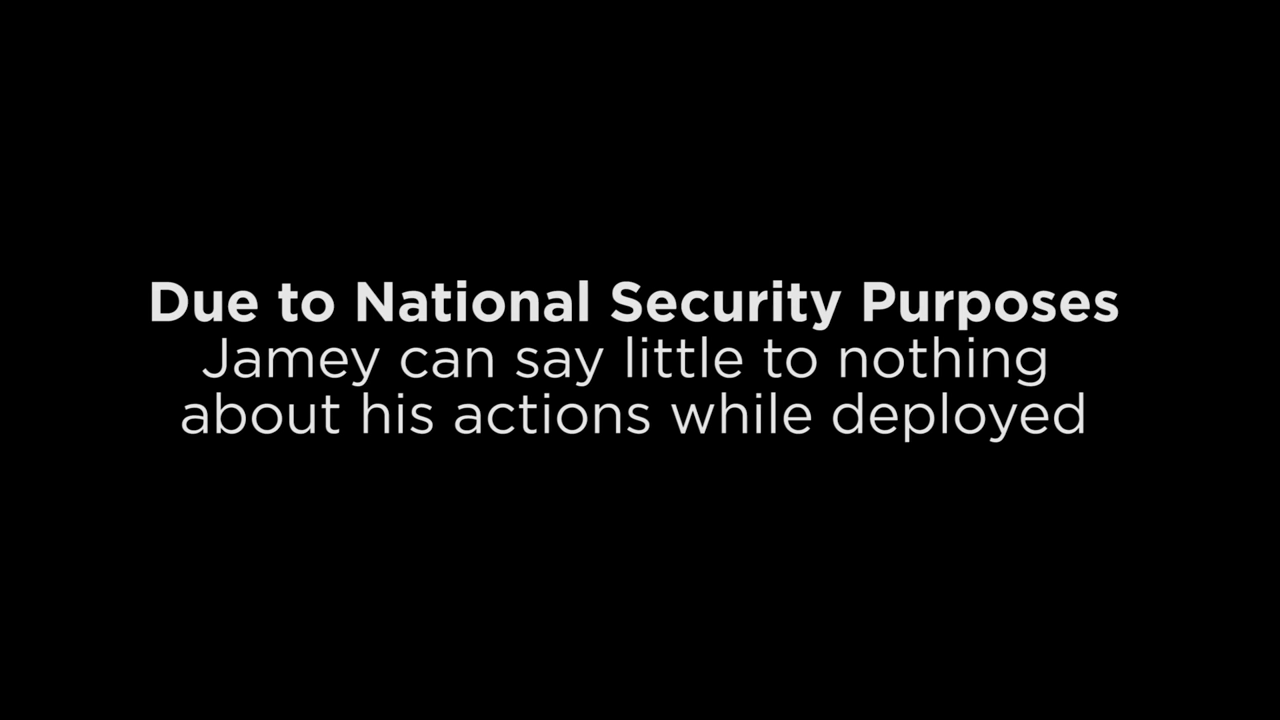 Due to National Security Purposes
Jamey can say little to nothing
about his actions while deployed